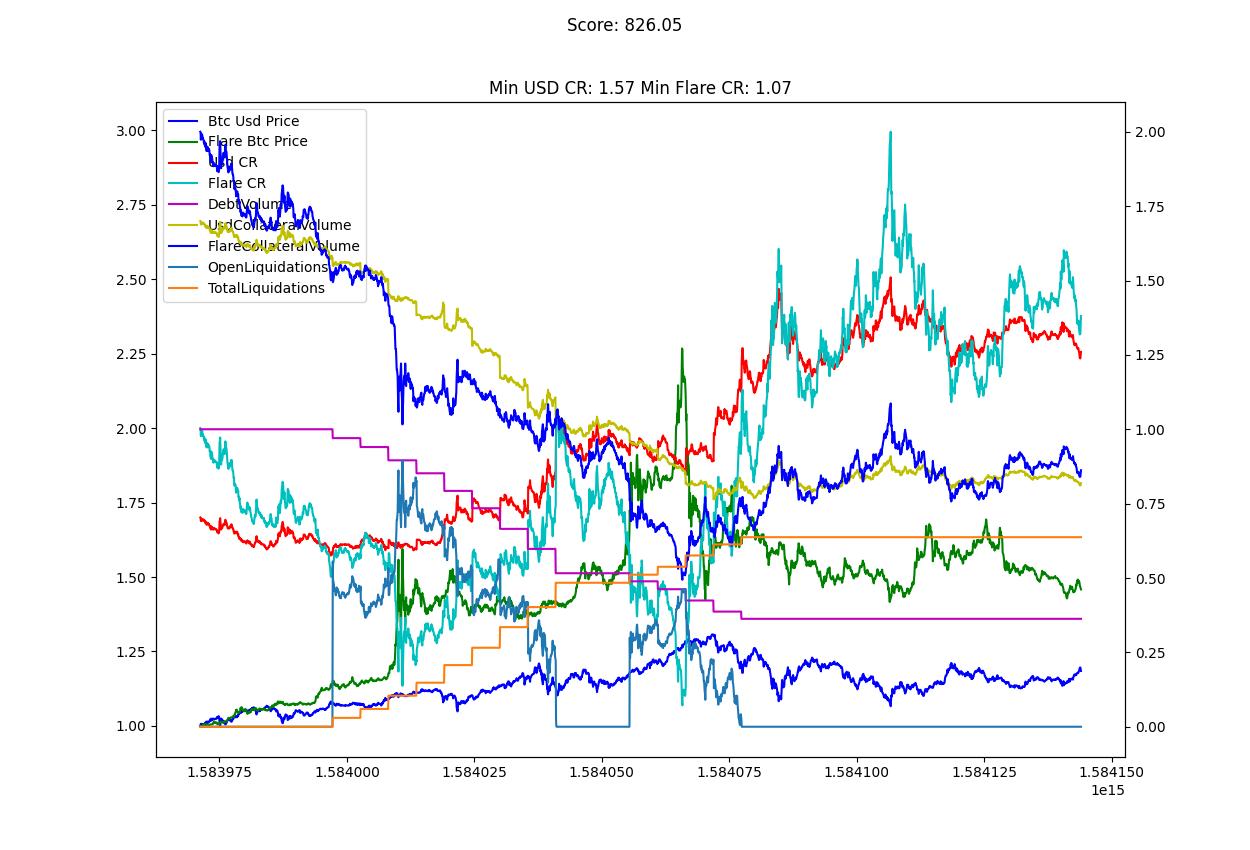 Score: 826.05
Min USD CR: 1.57 Min Flare CR: 1.07
Btc Usd Price
Flare Btc Price
Usd CR
Flare CR
DebtVolume
UsdCollateralVolume
FlareCollateralVolume
OpenLiquidations
TotalLiquidations
3.00
2.75
2.50
2.25
2.00
1.75
1.50
1.25
1.00
2.00
1.75
1.50
1.25
1.00
0.75
0.50
0.25
0.00
1.583975 1.584000 1.584025 1.584050 1.584075 1.584100 1.584125 1.584150
1e15